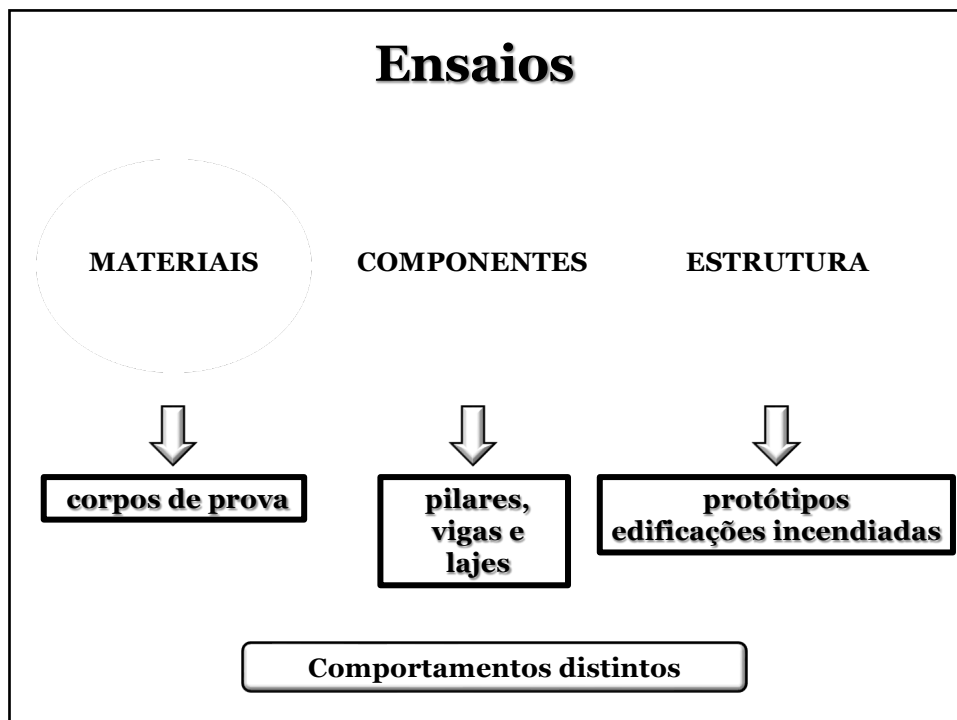 Ensaios
MATERIAIS
COMPONENTES
ESTRUTURA
corpos de prova
pilares,
vigas e
lajes
protótipos
edificações incendiadas
Comportamentos distintos